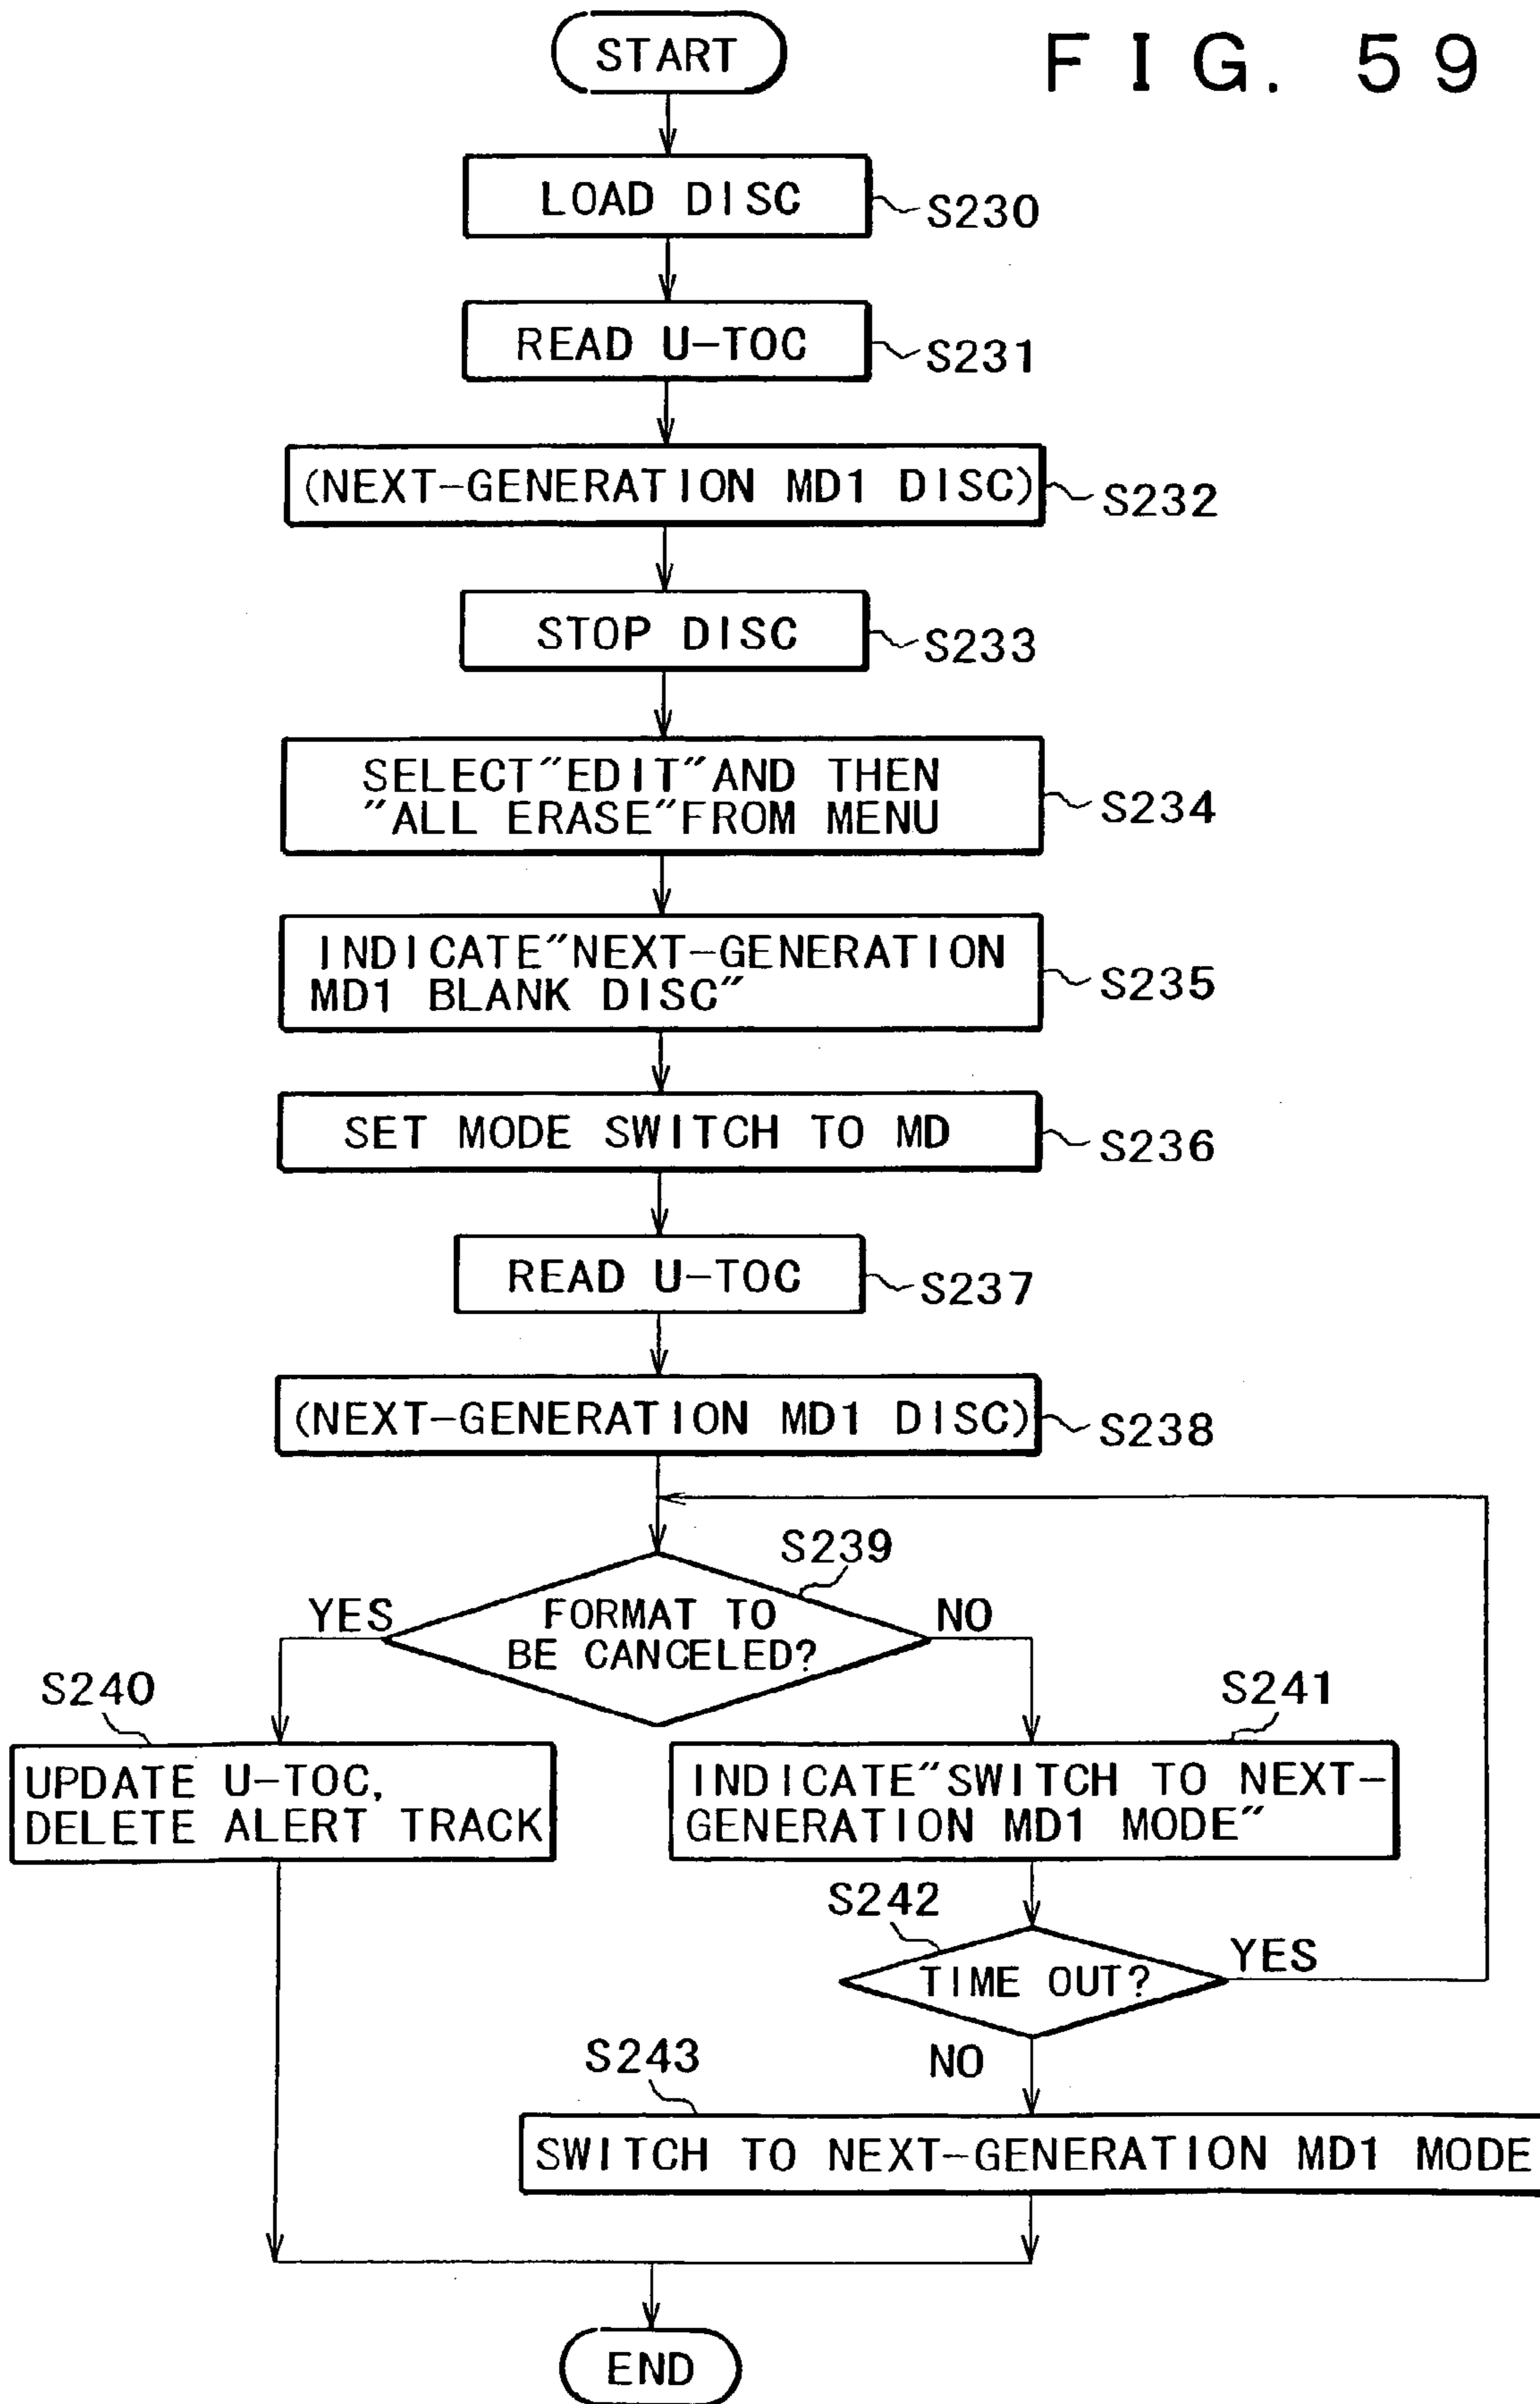 F I G. 5 9
START
LOAD DISC
S230
READ U-TOC
S231
(NEXT-GENERATION MD1 DISC)
S232
STOP DISC
S233
SELECT"EDIT"AND THEN
"ALL ERASE"FROM MENU
S234
INDICATE"NEXT-GENERATION
MD1 BLANK DISC"
S235
SET MODE SWITCH TO MD
S236
READ U-TOC
S237
(NEXT-GENERATION MD1 DISC)
S238
S239
YES
FORMAT TO
BE CANCELED?
NO
S240
UPDATE U-TOC,
DELETE ALERT TRACK
S241
INDICATE"SWITCH TO NEXT-
GENERATION MD1 MODE"
S242
TIME OUT?
YES
NO
S243
SWITCH TO NEXT-GENERATION MD1 MODE
END